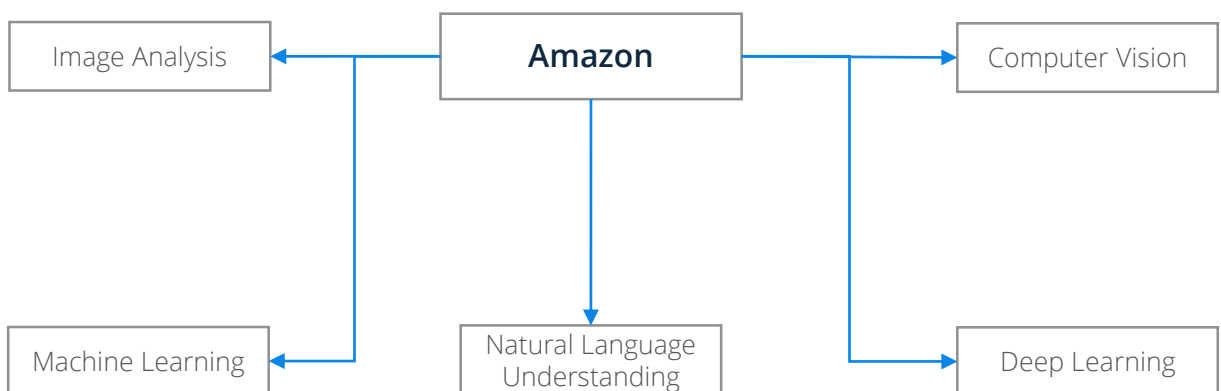 Image Analysis
Amazon
Computer Vision
Machine Learning
Natural Language
Understanding
Deep Learning